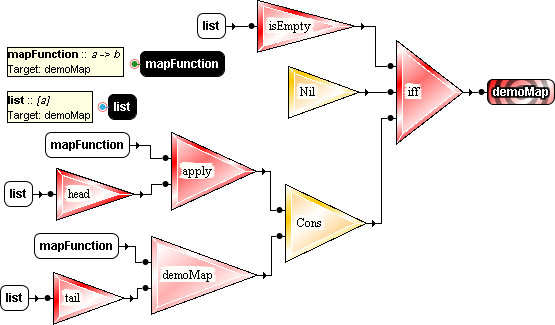 list
isEmpty
mapFunction :: a -> b
Target: demoMap
mapFunction
list :: [a]
Target: demoMap
list
Nil
iff
demoMap
mapFunction
apply
list
head
Cons
mapFunction
demoMap
list
tail